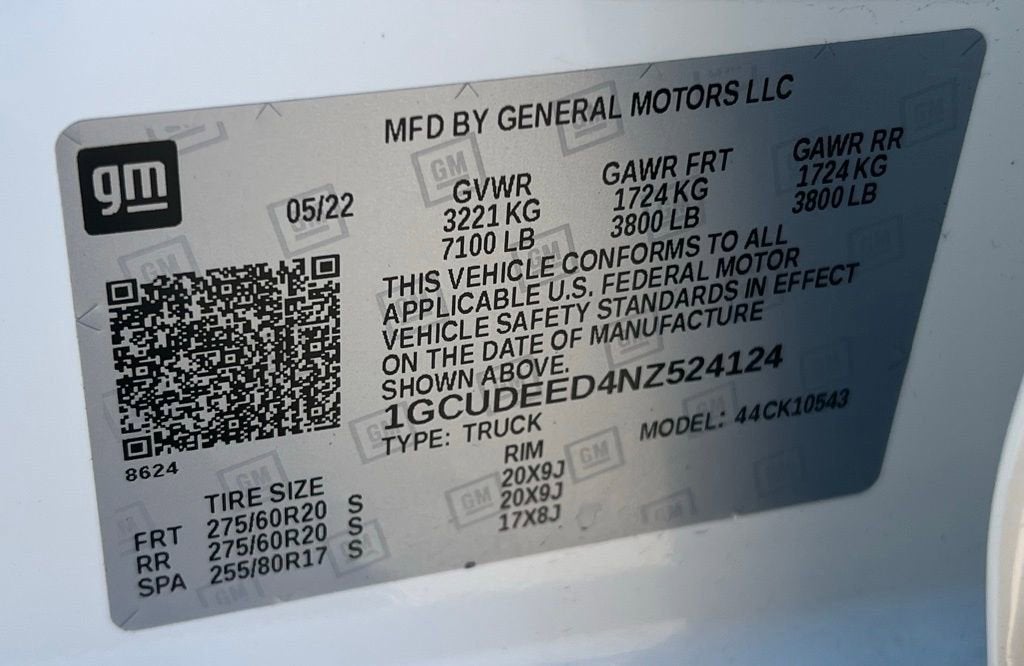 MFD BY GENERAL MOTORS LLC
gm
05/22
GVWR GAWR FRT GAWR RR
3221 KG 1724 KG 1724 KG
7100 LB 3800 LB 3800 LB
THIS VEHICLE CONFORMS TO ALL
APPLICABLE U.S. FEDERAL MOTOR
VEHICLE SAFETY STANDARDS IN EFFECT
ON THE DATE OF MANUFACTURE
SHOWN ABOVE.
1GCUDEED4NZ524124
TYPE: TRUCK MODEL: 44CK10543
8624
TIRE SIZE RIM
FRT 275/60R20 S 20X9J
RR 275/60R20 S 20X9J
SPA 255/80R17 S 17X8J